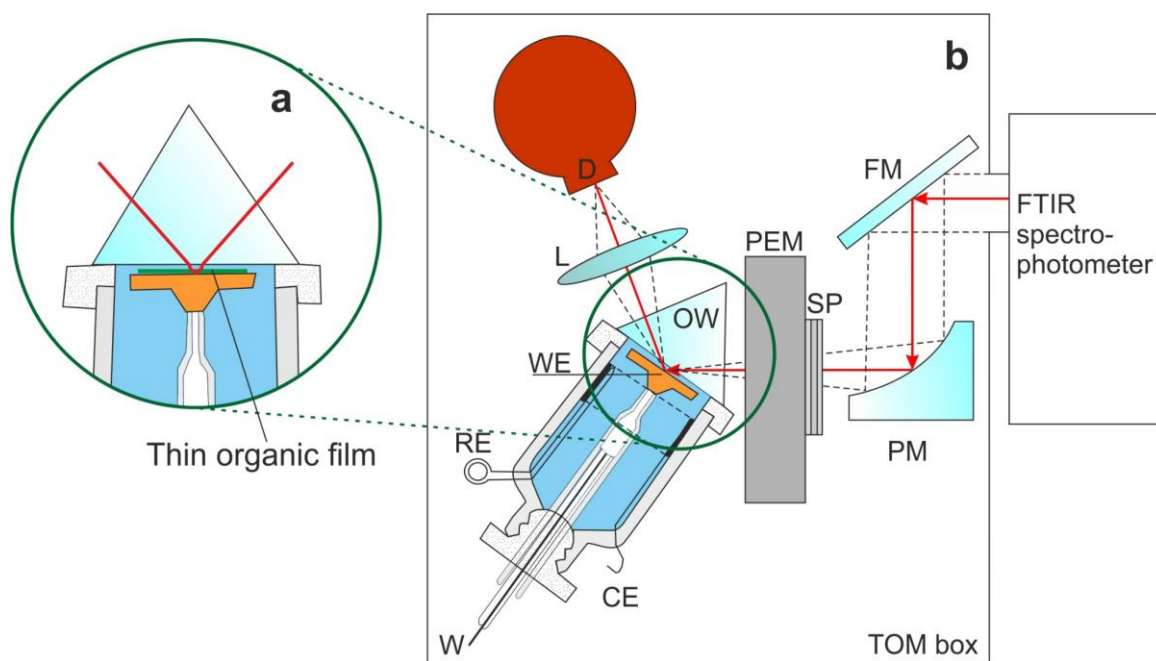 a
Thin organic film
b
D
L
FM
FTIR
spectro-
photometer
PEM
SP
OW
WE
RE
PM
CE
W
TOM box